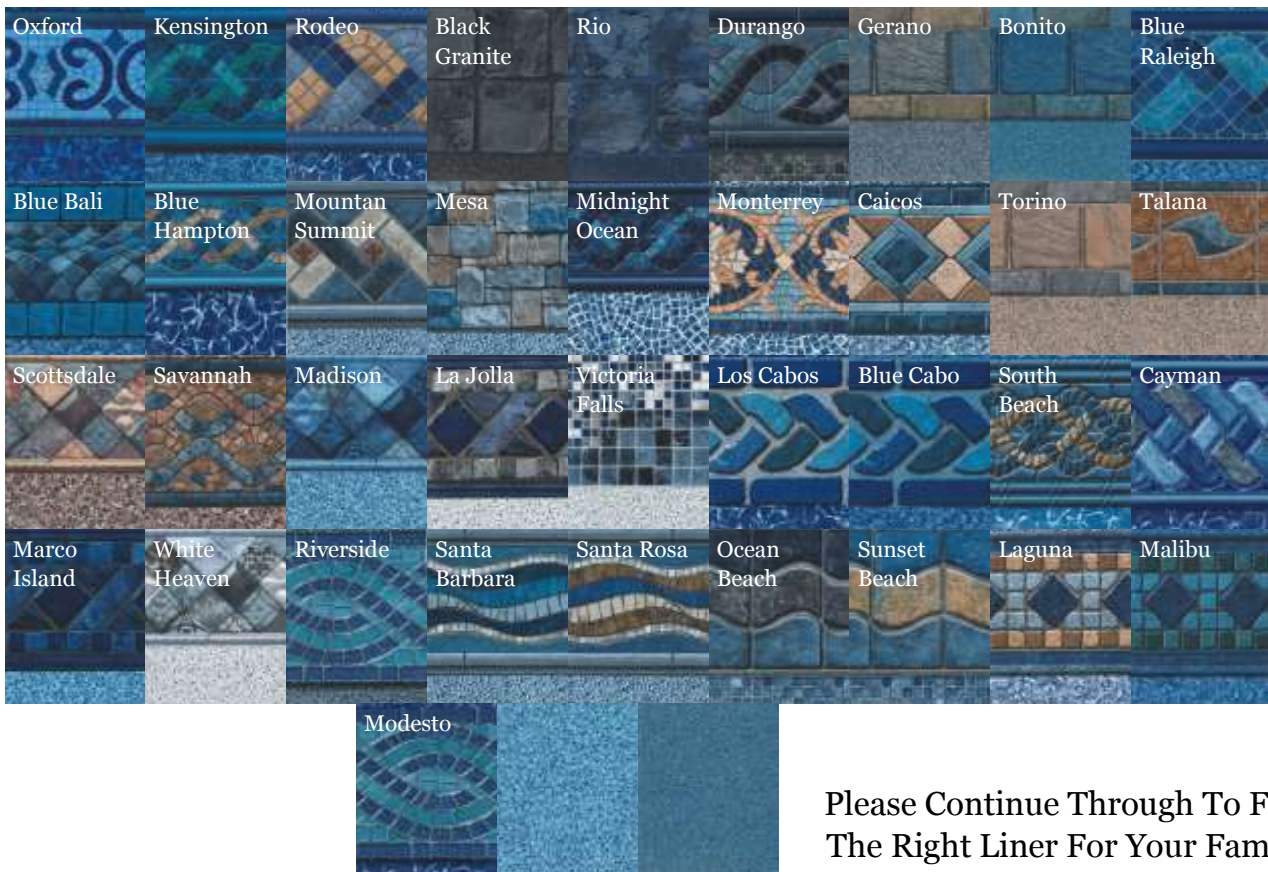 Oxford
Kensington
Rodeo
Black
Granite
Rio
Durango
Gerano
Bonito
Blue
Raleigh
Blue Bali
Blue
Hampton
Mountan
Summit
Mesa
Midnight
Ocean
Monterrey
Caicos
Torino
Talana
Scottsdale
Savannah
Madison
La Jolla
Victoria
Falls
Los Cabos
Blue Cabo
South
Beach
Cayman
Marco
Island
White
Heaven
Riverside
Santa
Barbara
Santa Rosa
Ocean
Beach
Sunset
Beach
Laguna
Malibu
Modesto
Please Continue Through To F
The Right Liner For Your Fam